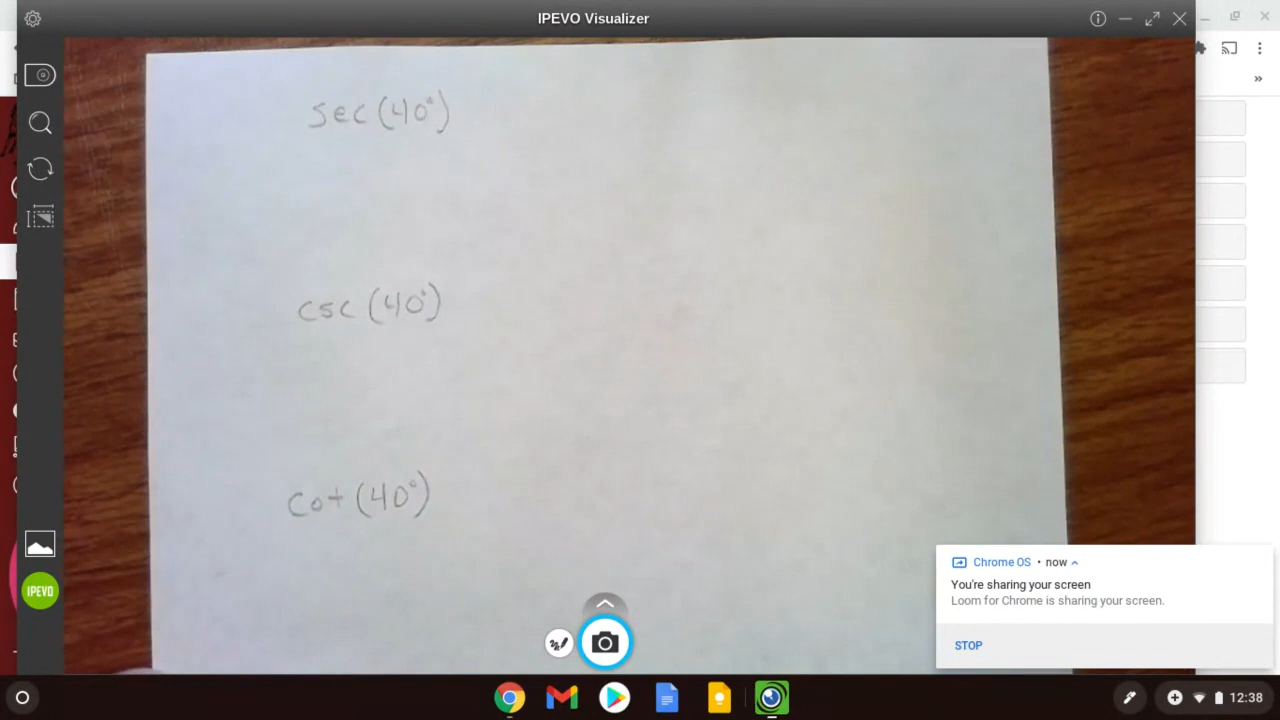 IPEVO Visualizer
sec (40°)
csc (40°)
cot (40°)
Chrome OS • now
You're sharing your screen
Loom for Chrome is sharing your screen.
STOP
IPEVO
12:38